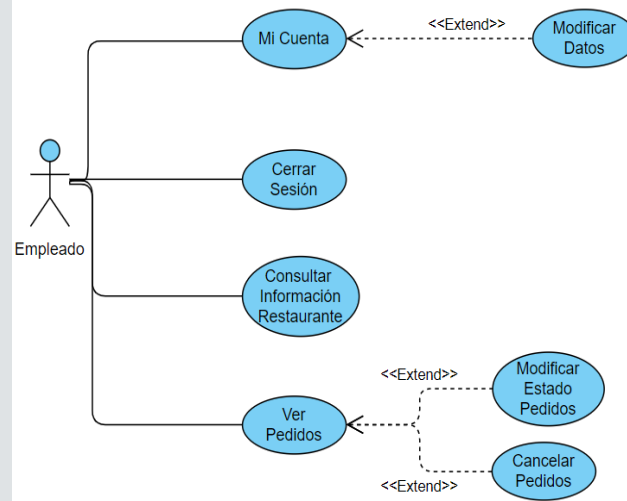 Mi Cuenta
<<Extend>>
Modificar
Datos
Cerrar
Sesión
Empleado
Consultar
Información
Restaurante
Ver
Pedidos
<<Extend>>
Modificar
Estado
Pedidos
<<Extend>>
Cancelar
Pedidos